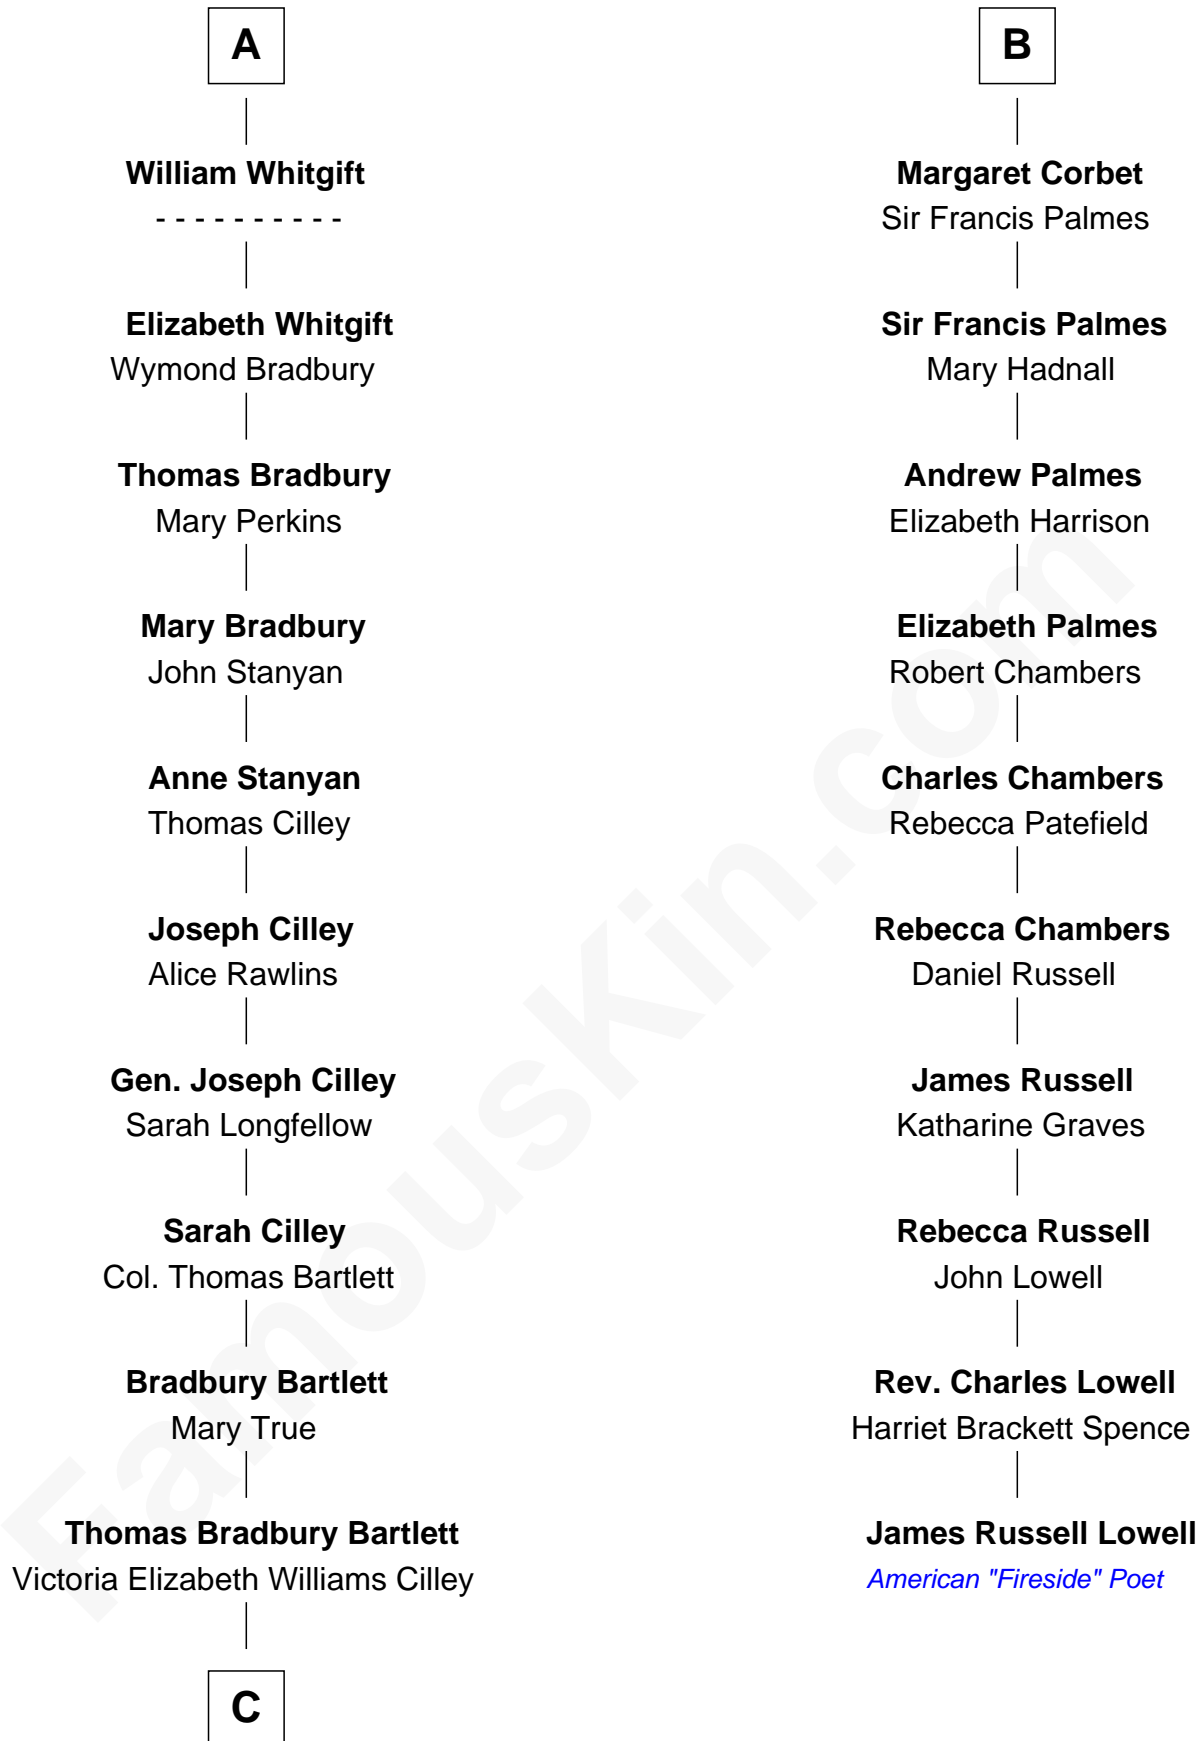 A
William Whitgift
- - - - - - - - - -
Elizabeth Whitgift
Wymond Bradbury
Thomas Bradbury
Mary Perkins
Mary Bradbury
John Stanyan
Anne Stanyan
Thomas Cilley
Joseph Cilley
Alice Rawlins
Gen. Joseph Cilley
Sarah Longfellow
Sarah Cilley
Col. Thomas Bartlett
Bradbury Bartlett
Mary True
Thomas Bradbury Bartlett
Victoria Elizabeth Williams Cilley
C
B
Margaret Corbet
Sir Francis Palmes
Sir Francis Palmes
Mary Hadnall
Andrew Palmes
Elizabeth Harrison
Elizabeth Palmes
Robert Chambers
Charles Chambers
Rebecca Patefield
Rebecca Chambers
Daniel Russell
James Russell
Katharine Graves
Rebecca Russell
John Lowell
Rev. Charles Lowell
Harriet Brackett Spence
James Russell Lowell
American "Fireside" Poet
FamousKin.com